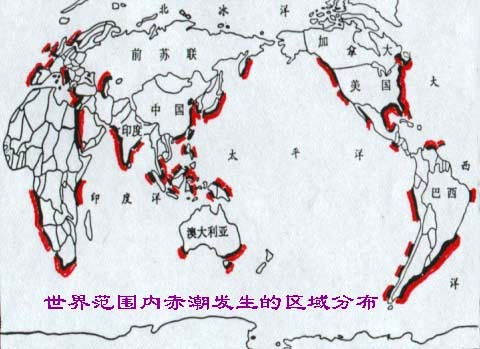 北冰洋
前苏联
加拿大
中国
美国
大
印度
太平洋
西
印度洋
巴西
澳大利亚
洋
世界范围内赤潮发生的区域分布